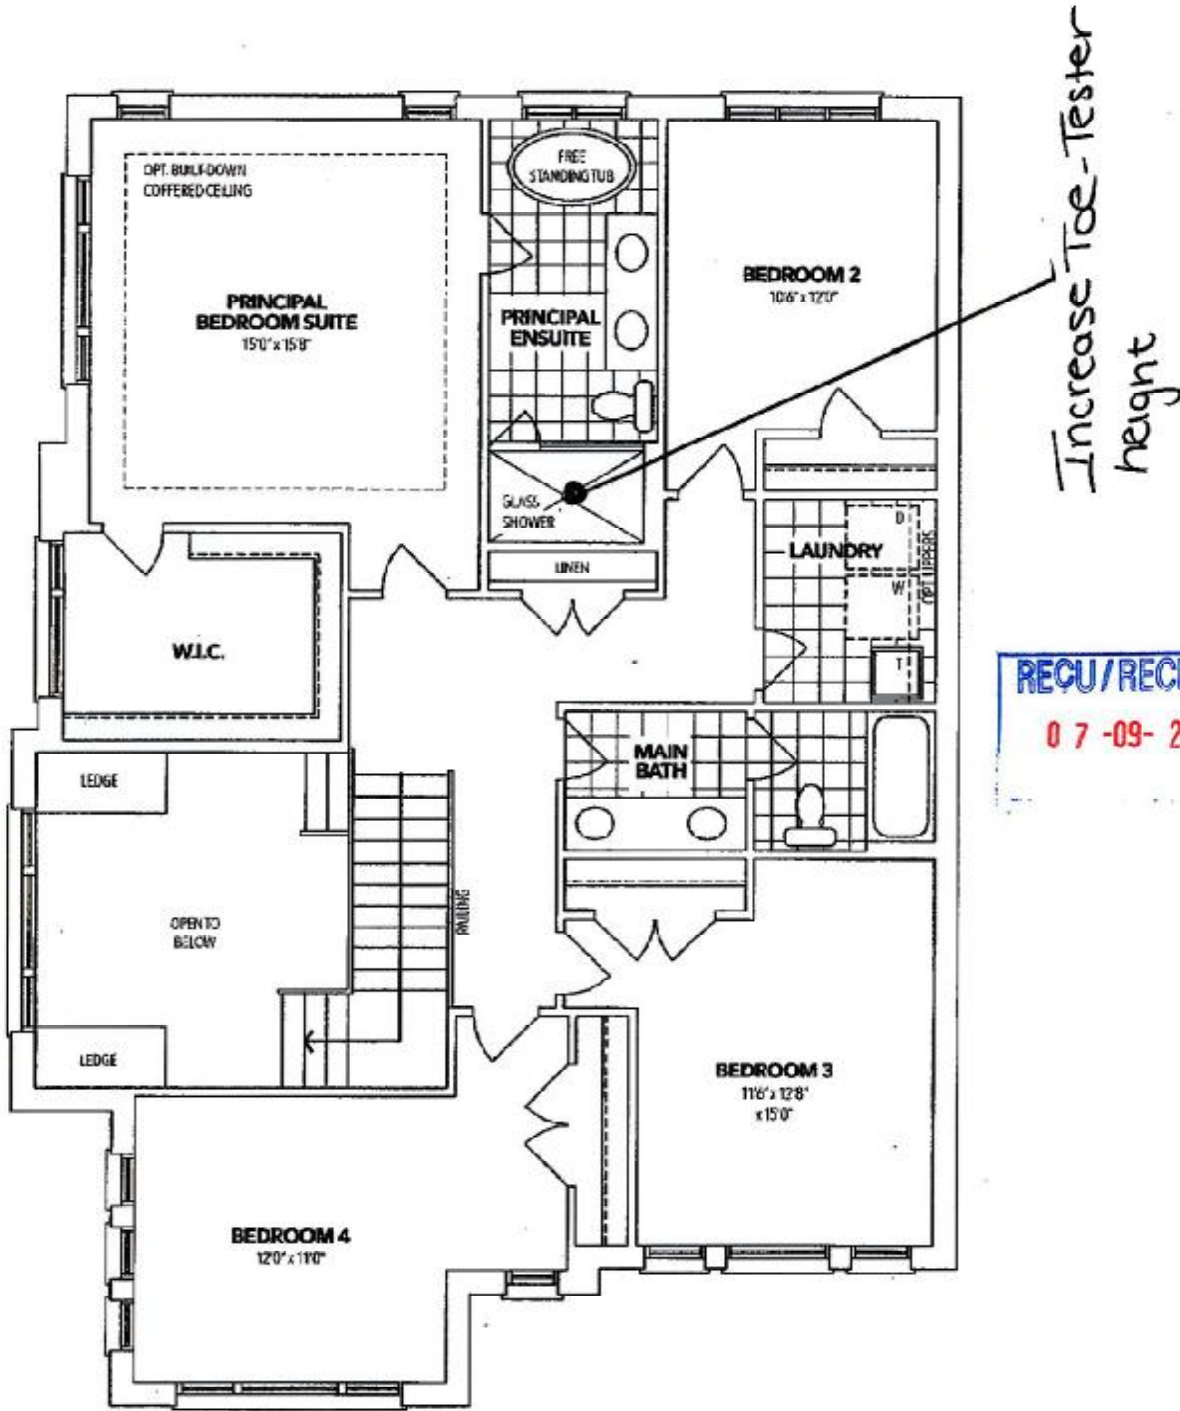 Increase Toe-Tester
height
OPT. BUILT-DOWN
COFFERED CEILING
PRINCIPAL
BEDROOM SUITE
15'0" x 15'8"
FREE
STANDING TUB
PRINCIPAL
ENSUITE
BEDROOM 2
10'6" x 12'0"
GLASS
SHOWER
LINEN
LAUNDRY
D
W
T
OPT. UPPERS
W.I.C.
REÇU/RECE
0 7 -09- 2
MAIN
BATH
LEDGE
OPEN TO
BELOW
RAILING
LEDGE
BEDROOM 3
11'6" x 12'8"
x 15'0"
BEDROOM 4
12'0" x 11'0"